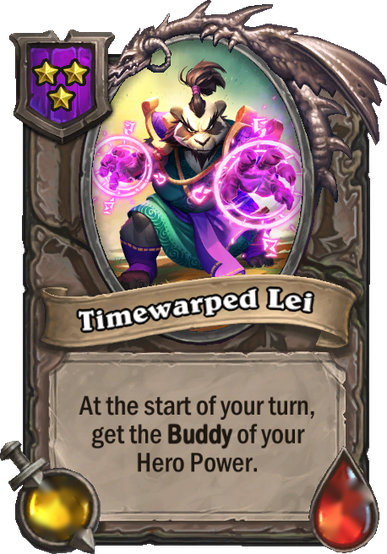 Timewarped Lei
At the start of your turn,
get the Buddy of your
Hero Power.